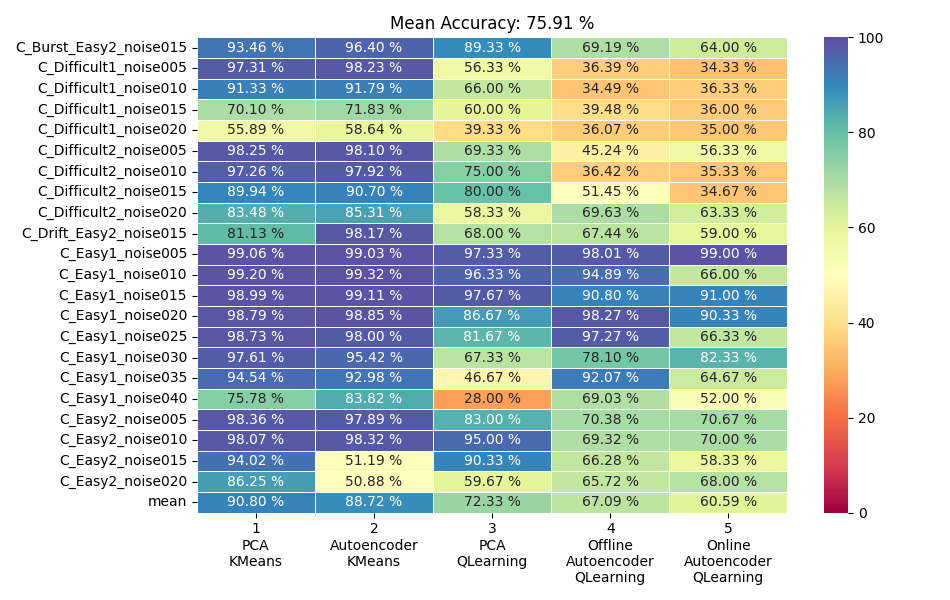 Mean Accuracy: 75.91 %
C_Burst_Easy2_noise015 93.46 % 96.40 % 89.33 % 69.19 % 64.00 % 100
C_Difficult1_noise005 97.31 % 98.23 % 56.33 % 36.39 % 34.33 %
C_Difficult1_noise010 91.33 % 91.79 % 66.00 % 34.49 % 36.33 %
C_Difficult1_noise015 70.10 % 71.83 % 60.00 % 39.48 % 36.00 %
C_Difficult1_noise020 55.89 % 58.64 % 39.33 % 36.07 % 35.00 % 80
C_Difficult2_noise005 98.25 % 98.10 % 69.33 % 45.24 % 56.33 %
C_Difficult2_noise010 97.26 % 97.92 % 75.00 % 36.42 % 35.33 %
C_Difficult2_noise015 89.94 % 90.70 % 80.00 % 51.45 % 34.67 %
C_Difficult2_noise020 83.48 % 85.31 % 58.33 % 69.63 % 63.33 %
C_Drift_Easy2_noise015 81.13 % 98.17 % 68.00 % 67.44 % 59.00 % 60
C_Easy1_noise005 99.06 % 99.03 % 97.33 % 98.01 % 99.00 %
C_Easy1_noise010 99.20 % 99.32 % 96.33 % 94.89 % 66.00 %
C_Easy1_noise015 98.99 % 99.11 % 97.67 % 90.80 % 91.00 %
C_Easy1_noise020 98.79 % 98.85 % 86.67 % 98.27 % 90.33 % 40
C_Easy1_noise025 98.73 % 98.00 % 81.67 % 97.27 % 66.33 %
C_Easy1_noise030 97.61 % 95.42 % 67.33 % 78.10 % 82.33 %
C_Easy1_noise035 94.54 % 92.98 % 46.67 % 92.07 % 64.67 %
C_Easy1_noise040 75.78 % 83.82 % 28.00 % 69.03 % 52.00 %
C_Easy2_noise005 98.36 % 97.89 % 83.00 % 70.38 % 70.67 % 20
C_Easy2_noise010 98.07 % 98.32 % 95.00 % 69.32 % 70.00 %
C_Easy2_noise015 94.02 % 51.19 % 90.33 % 66.28 % 58.33 %
C_Easy2_noise020 86.25 % 50.88 % 59.67 % 65.72 % 68.00 %
mean 90.80 % 88.72 % 72.33 % 67.09 % 60.59 % 0
1 2 3 4 5
PCA Autoencoder PCA Offline Online
KMeans KMeans QLearning Autoencoder Autoencoder
QLearning QLearning